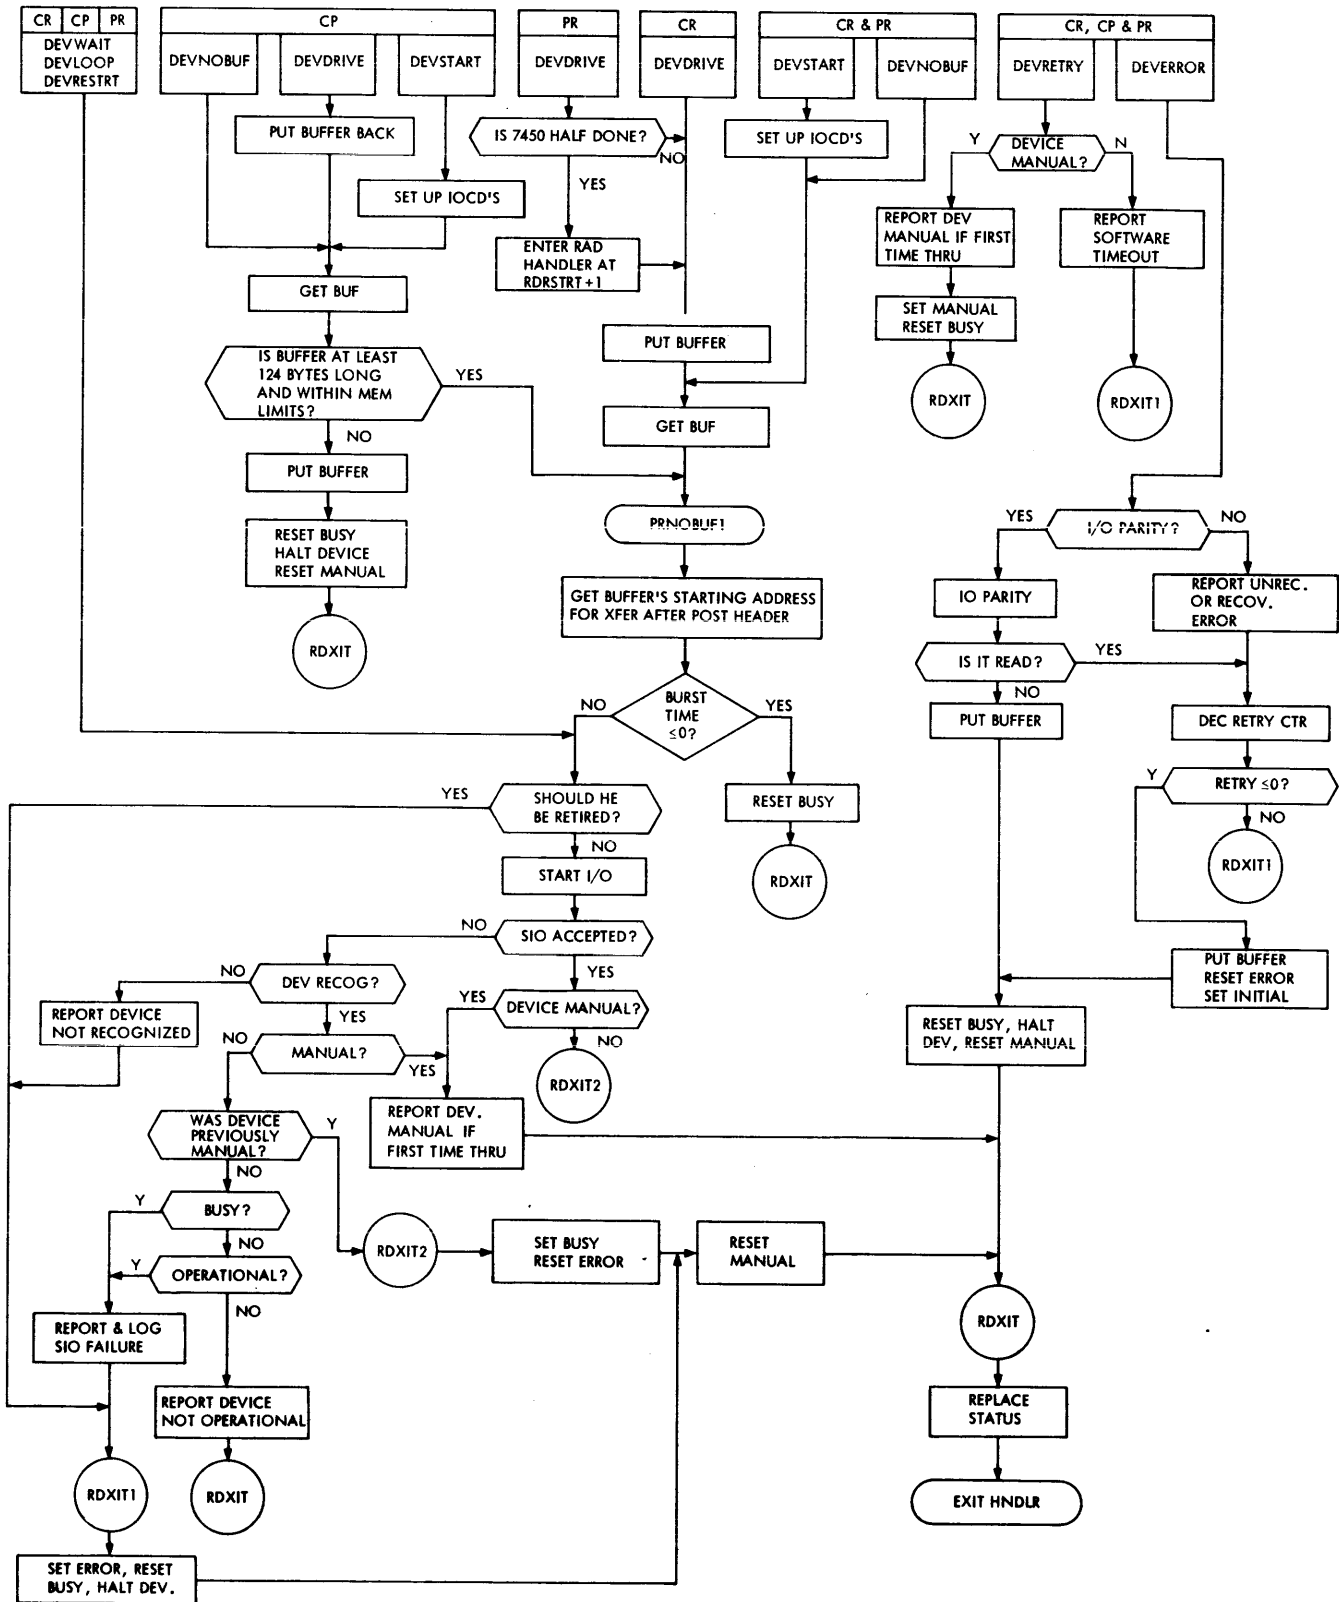 CR CP PR
DEVWAIT
DEVLOOP
DEVRESTRT
CP
DEVNOBUF
DEVDRIVE
DEVSTART
PR
DEVDRIVE
CR
DEVDRIVE
CR & PR
DEVSTART
DEVNOBUF
CR, CP & PR
DEVRETRY
DEVERROR
PUT BUFFER BACK
SET UP IOCD'S
IS 7450 HALF DONE?
NO
YES
ENTER RAD
HANDLER AT
RDRSTRT+1
SET UP IOCD'S
Y
DEVICE
MANUAL?
N
REPORT DEV
MANUAL IF FIRST
TIME THRU
REPORT
SOFTWARE
TIMEOUT
SET MANUAL
RESET BUSY
RDXIT
RDXIT1
GET BUF
IS BUFFER AT LEAST
124 BYTES LONG
AND WITHIN MEM
LIMITS?
YES
NO
PUT BUFFER
RESET BUSY
HALT DEVICE
RESET MANUAL
RDXIT
PUT BUFFER
GET BUF
PRNOBUF1
GET BUFFER'S STARTING ADDRESS
FOR XFER AFTER POST HEADER
NO
BURST
TIME
≤0?
YES
RESET BUSY
RDXIT
YES
I/O PARITY?
NO
IO PARITY
REPORT UNREC.
OR RECOV.
ERROR
IS IT READ?
YES
NO
PUT BUFFER
DEC RETRY CTR
Y
RETRY ≤0?
NO
RDXIT1
PUT BUFFER
RESET ERROR
SET INITIAL
YES
SHOULD HE
BE RETIRED?
NO
START I/O
NO
SIO ACCEPTED?
YES
NO
DEV RECOG?
YES
REPORT DEVICE
NOT RECOGNIZED
YES
DEVICE MANUAL?
NO
RDXIT2
NO
MANUAL?
YES
REPORT DEV.
MANUAL IF
FIRST TIME THRU
RESET BUSY, HALT
DEV, RESET MANUAL
WAS DEVICE
PREVIOUSLY
MANUAL?
Y
NO
Y
BUSY?
NO
Y
OPERATIONAL?
NO
RDXIT2
SET BUSY
RESET ERROR
RESET
MANUAL
REPORT & LOG
SIO FAILURE
REPORT DEVICE
NOT OPERATIONAL
RDXIT1
RDXIT
SET ERROR, RESET
BUSY, HALT DEV.
RDXIT
REPLACE
STATUS
EXIT HNDLR